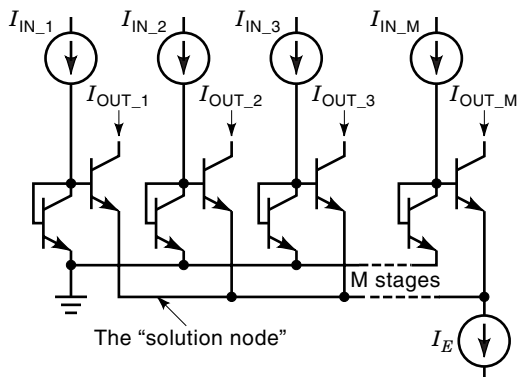 I_IN_1 I_IN_2 I_IN_3 I_IN_M
I_OUT_1 I_OUT_2 I_OUT_3 I_OUT_M
M stages
The “solution node”
I_E